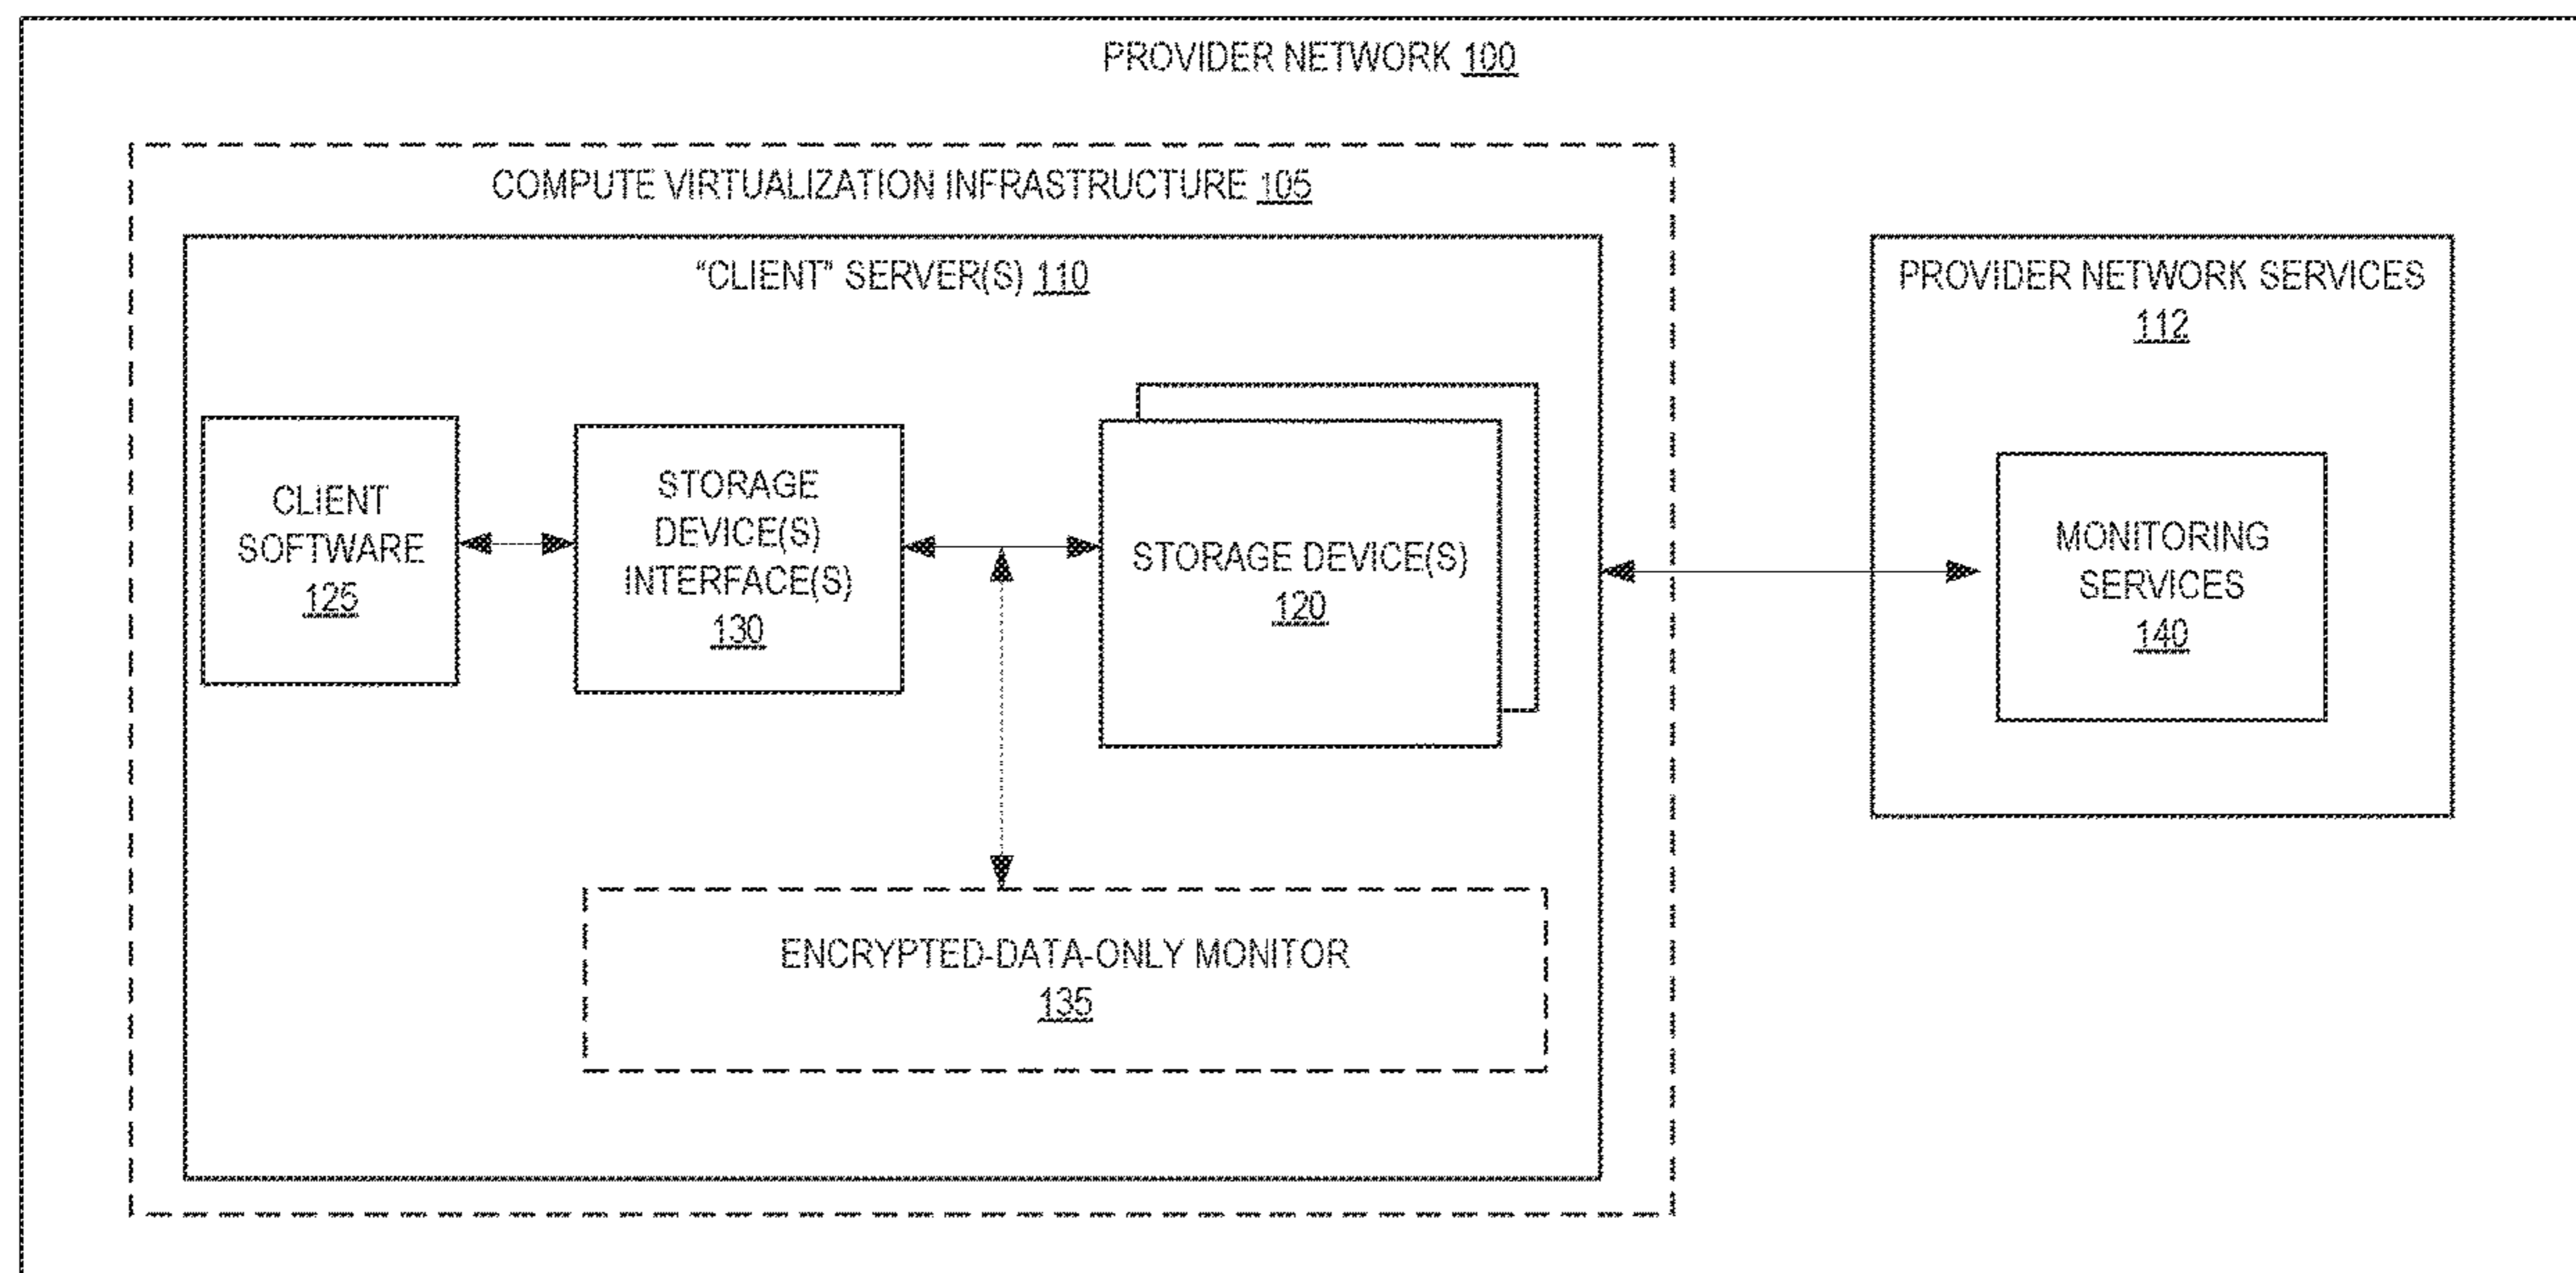 PROVIDER NETWORK 100
COMPUTE VIRTUALIZATION INFRASTRUCTURE 105
“CLIENT” SERVER(S) 110
CLIENT
SOFTWARE
125
STORAGE
DEVICE(S)
INTERFACE(S)
130
STORAGE DEVICE(S)
120
ENCRYPTED-DATA-ONLY MONITOR
135
PROVIDER NETWORK SERVICES
112
MONITORING
SERVICES
140